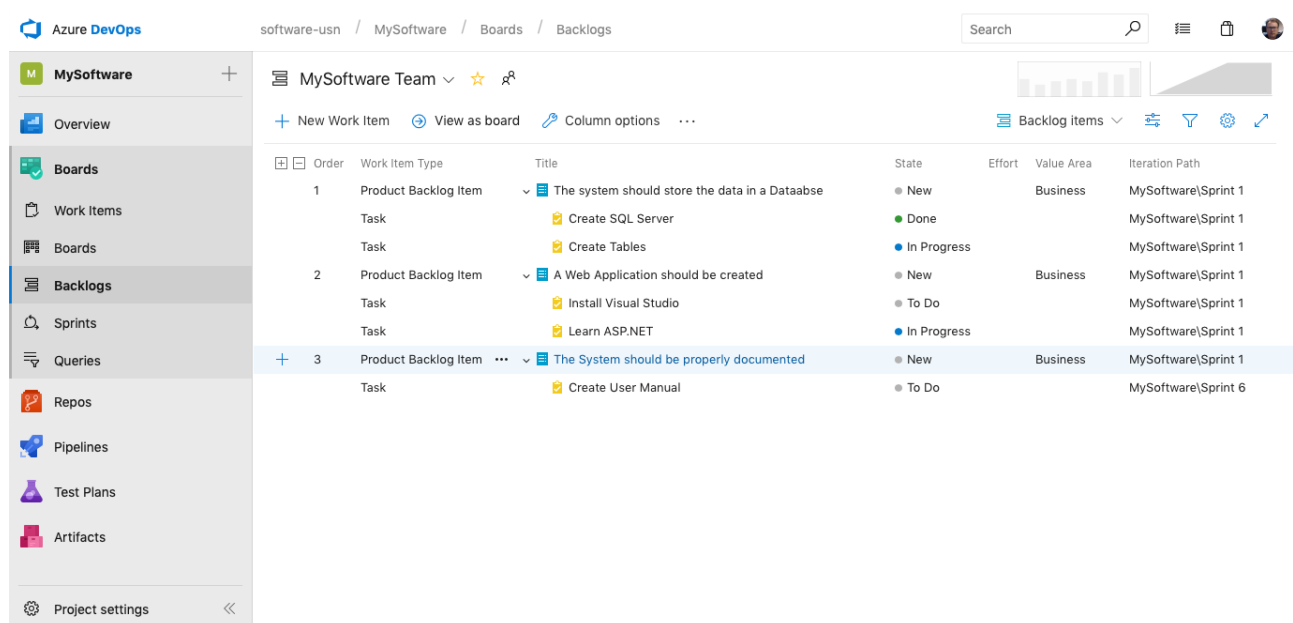 Azure DevOps
software-usn / MySoftware / Boards / Backlogs
Search
M MySoftware
MySoftware Team
Overview
New Work Item View as board Column options ...
Backlog items
Boards
Order Work Item Type Title State Effort Value Area Iteration Path
1 Product Backlog Item The system should store the data in a Dataabse New Business MySoftware\Sprint 1
Work Items
Task Create SQL Server Done MySoftware\Sprint 1
Boards
Task Create Tables In Progress MySoftware\Sprint 1
2 Product Backlog Item A Web Application should be created New Business MySoftware\Sprint 1
Backlogs
Task Install Visual Studio To Do MySoftware\Sprint 1
Sprints
Task Learn ASP.NET In Progress MySoftware\Sprint 1
Queries
3 Product Backlog Item ... The System should be properly documented New Business MySoftware\Sprint 1
Task Create User Manual To Do MySoftware\Sprint 6
Repos
Pipelines
Test Plans
Artifacts
Project settings